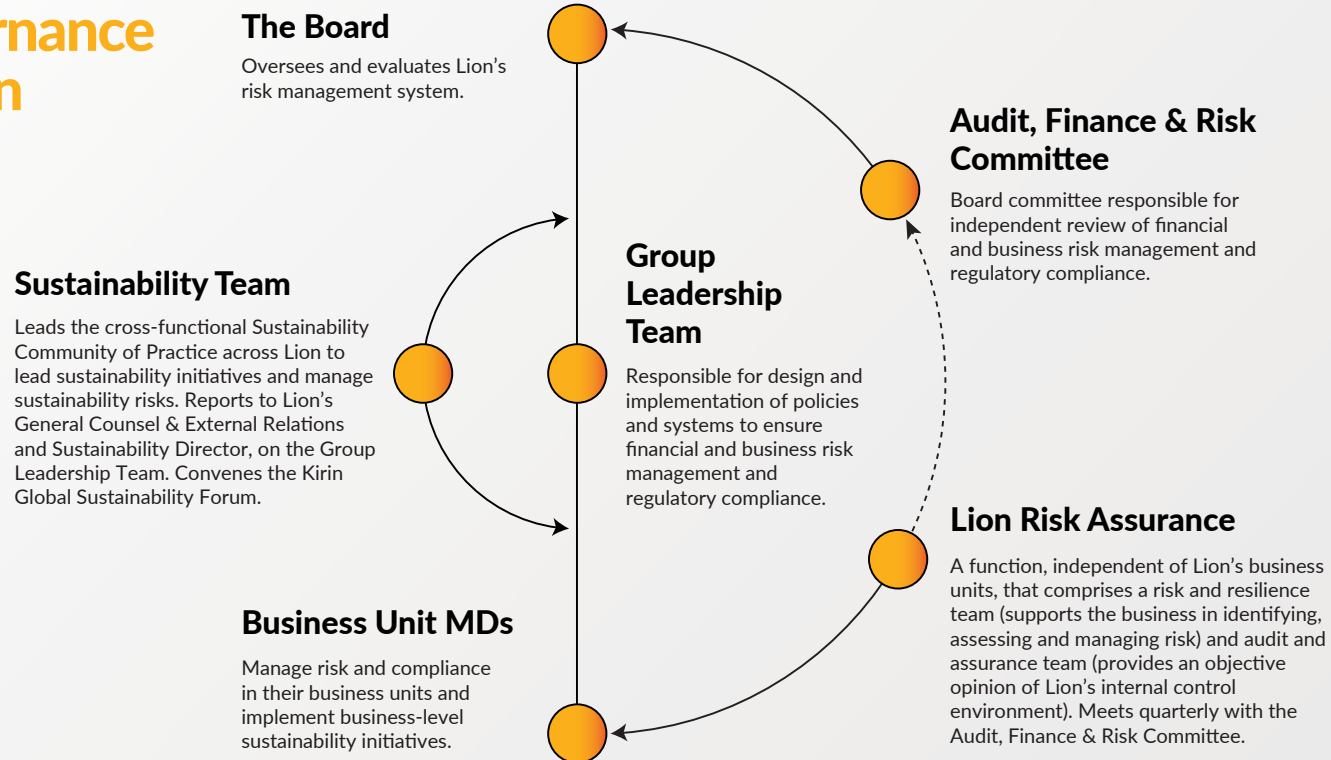 rnance
n
The Board
Oversees and evaluates Lion’s
risk management system.
Audit, Finance & Risk
Committee
Board committee responsible for
independent review of financial
and business risk management and
regulatory compliance.
Sustainability Team
Leads the cross-functional Sustainability
Community of Practice across Lion to
lead sustainability initiatives and manage
sustainability risks. Reports to Lion’s
General Counsel & External Relations
and Sustainability Director, on the Group
Leadership Team. Convenes the Kirin
Global Sustainability Forum.
Group
Leadership
Team
Responsible for design and
implementation of policies
and systems to ensure
financial and business risk
management and
regulatory compliance.
Lion Risk Assurance
A function, independent of Lion’s business
units, that comprises a risk and resilience
team (supports the business in identifying,
assessing and managing risk) and audit and
assurance team (provides an objective
opinion of Lion’s internal control
environment). Meets quarterly with the
Audit, Finance & Risk Committee.
Business Unit MDs
Manage risk and compliance
in their business units and
implement business-level
sustainability initiatives.